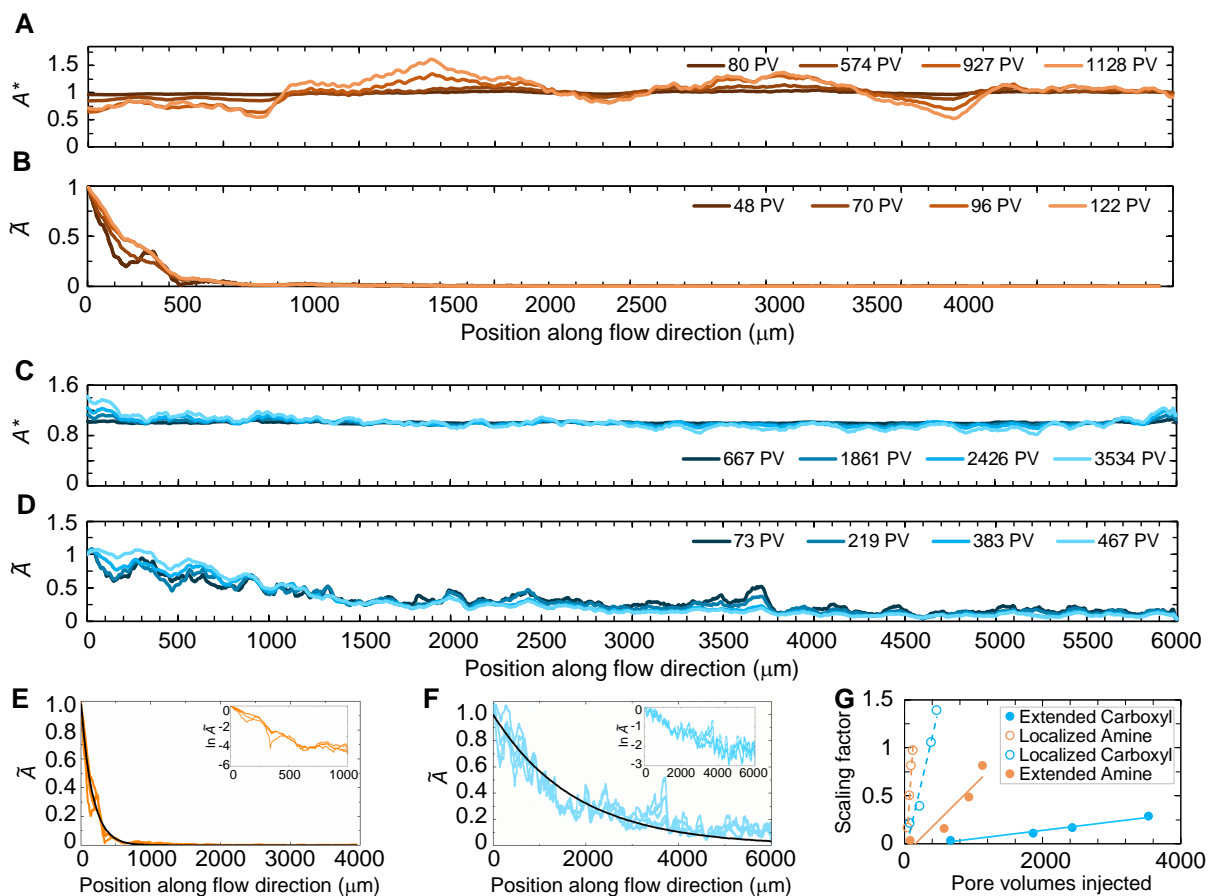 A
1.5
1
0.5
0
A*
80 PV 574 PV 927 PV 1128 PV
B
1
0.5
0
Ã
48 PV 70 PV 96 PV 122 PV
0 500 1000 1500 2000 2500 3000 3500 4000
Position along flow direction (μm)
C
1.6
0.8
0
A*
667 PV 1861 PV 2426 PV 3534 PV
D
1.5
1
0.5
0
Ã
73 PV 219 PV 383 PV 467 PV
0 500 1000 1500 2000 2500 3000 3500 4000 4500 5000 5500 6000
Position along flow direction (μm)
E
1.0
0.8
0.6
0.4
0.2
0
Ã
0 1000 2000 3000 4000
Position along flow direction (μm)
ln Ã
0
-2
-4
-6
0 500 1000
F
1.0
0.8
0.6
0.4
0.2
0
Ã
0 2000 4000 6000
Position along flow direction (μm)
ln Ã
0
-1
-2
-3
0 2000 4000 6000
G
1.5
1
0.5
0
Scaling factor
Extended Carboxyl
Localized Amine
Localized Carboxyl
Extended Amine
0 2000 4000
Pore volumes injected